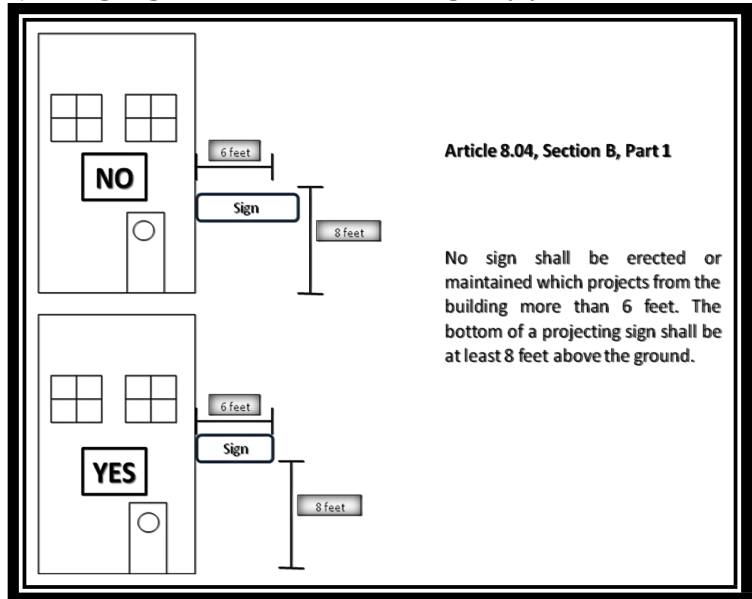 6 feet
NO
Sign
8 feet
6 feet
Sign
YES
8 feet
Article 8.04, Section B, Part 1
No sign shall be erected or
maintained which projects from the
building more than 6 feet. The
bottom of a projecting sign shall be
at least 8 feet above the ground.